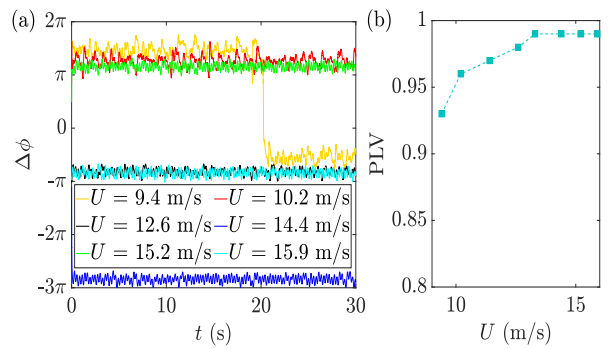 (a)
2π
π
0
-π
-2π
-3π
Δϕ
U = 9.4 m/s
U = 10.2 m/s
U = 12.6 m/s
U = 14.4 m/s
U = 15.2 m/s
U = 15.9 m/s
0
10
20
30
t (s)
(b)
1
0.95
0.9
0.85
0.8
PLV
10
15
U (m/s)